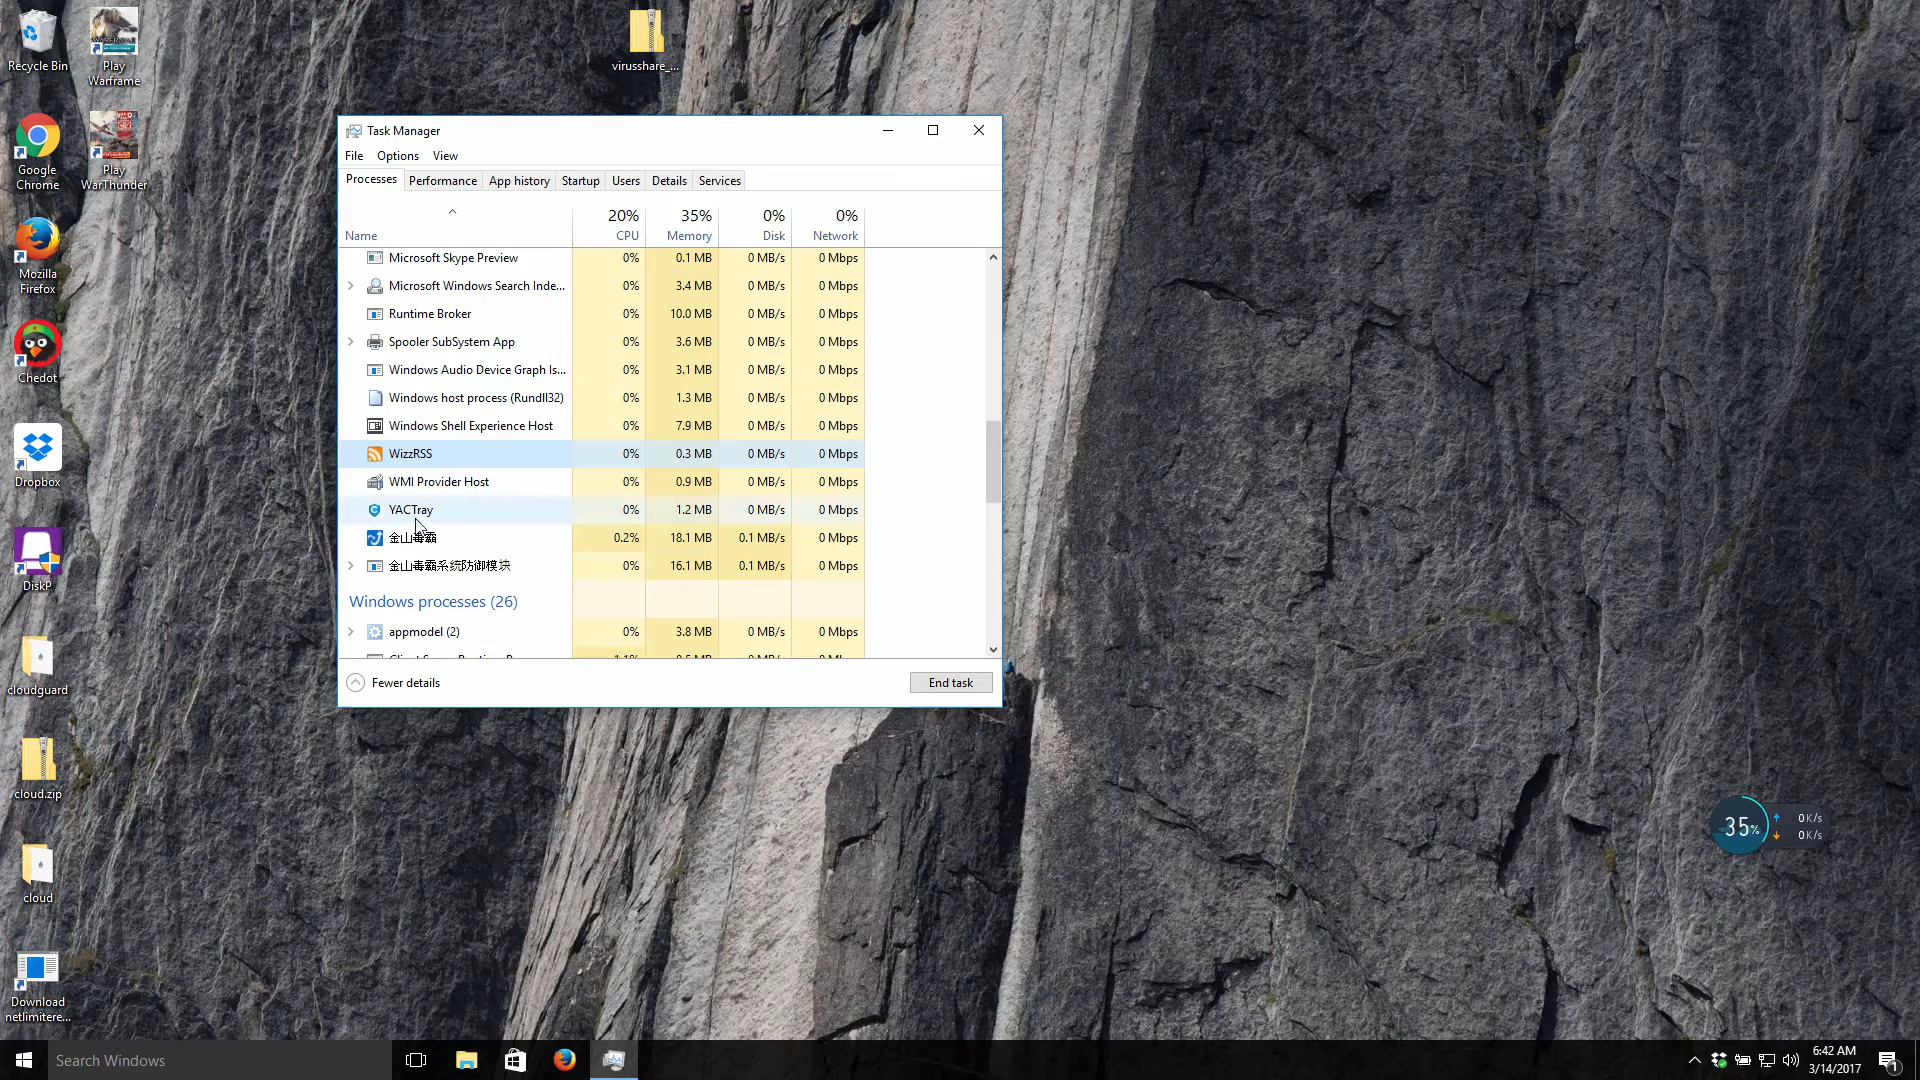 Recycle Bin
Play
Warframe
virusshare_...
Google
Chrome
Play
WarThunder
Mozilla
Firefox
Chedot
Dropbox
DiskP
cloudguard
cloud.zip
cloud
Download
netlimitere...
Task Manager
File Options View
Processes Performance App history Startup Users Details Services
20% 35% 0% 0%
Name CPU Memory Disk Network
Microsoft Skype Preview 0% 0.1 MB 0 MB/s 0 Mbps
Microsoft Windows Search Inde... 0% 3.4 MB 0 MB/s 0 Mbps
Runtime Broker 0% 10.0 MB 0 MB/s 0 Mbps
Spooler SubSystem App 0% 3.6 MB 0 MB/s 0 Mbps
Windows Audio Device Graph Is... 0% 3.1 MB 0 MB/s 0 Mbps
Windows host process (Rundll32) 0% 1.3 MB 0 MB/s 0 Mbps
Windows Shell Experience Host 0% 7.9 MB 0 MB/s 0 Mbps
WizzRSS 0% 0.3 MB 0 MB/s 0 Mbps
WMI Provider Host 0% 0.9 MB 0 MB/s 0 Mbps
YACTray 0% 1.2 MB 0 MB/s 0 Mbps
金山毒霸 0.2% 18.1 MB 0.1 MB/s 0 Mbps
金山毒霸系统防御模块 0% 16.1 MB 0.1 MB/s 0 Mbps
Windows processes (26)
appmodel (2) 0% 3.8 MB 0 MB/s 0 Mbps
Fewer details End task
35% 0K/s
0K/s
Search Windows
6:42 AM
3/14/2017
1